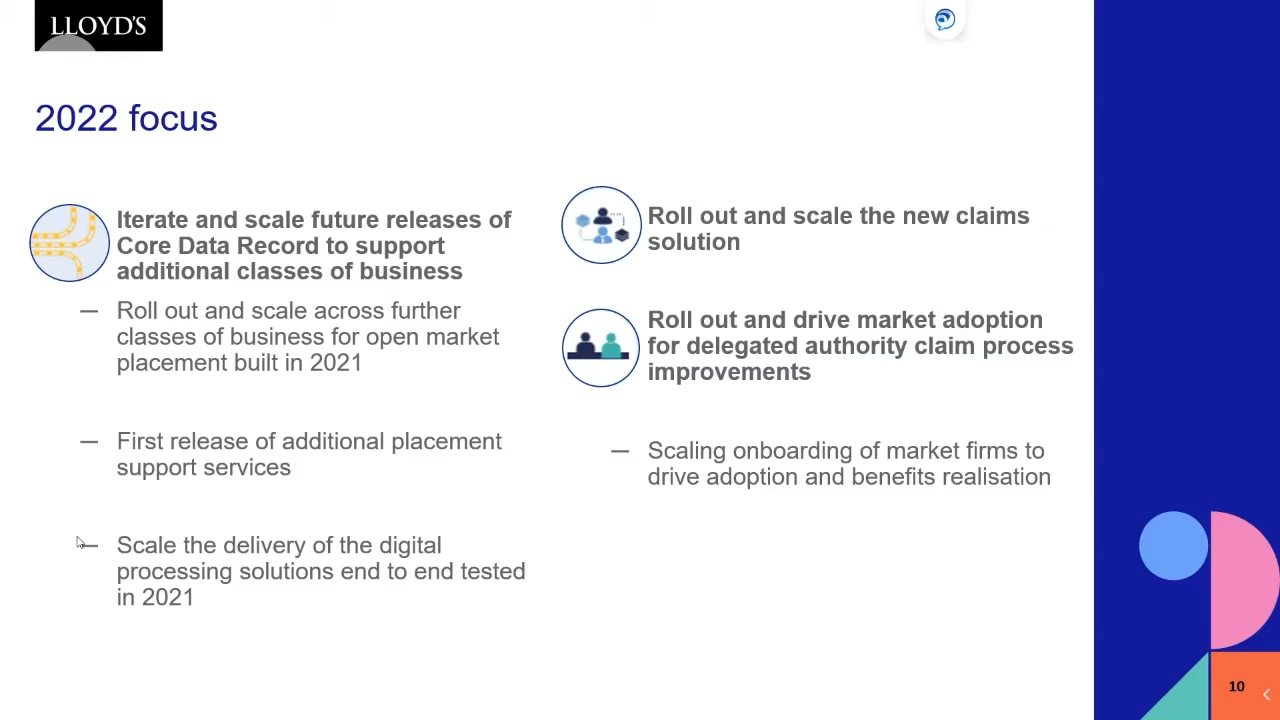 LLOYD'S
2022 focus
Iterate and scale future releases of
Core Data Record to support
additional classes of business
— Roll out and scale across further
classes of business for open market
placement built in 2021
— First release of additional placement
support services
— Scale the delivery of the digital
processing solutions end to end tested
in 2021
Roll out and scale the new claims
solution
Roll out and drive market adoption
for delegated authority claim process
improvements
— Scaling onboarding of market firms to
drive adoption and benefits realisation
10